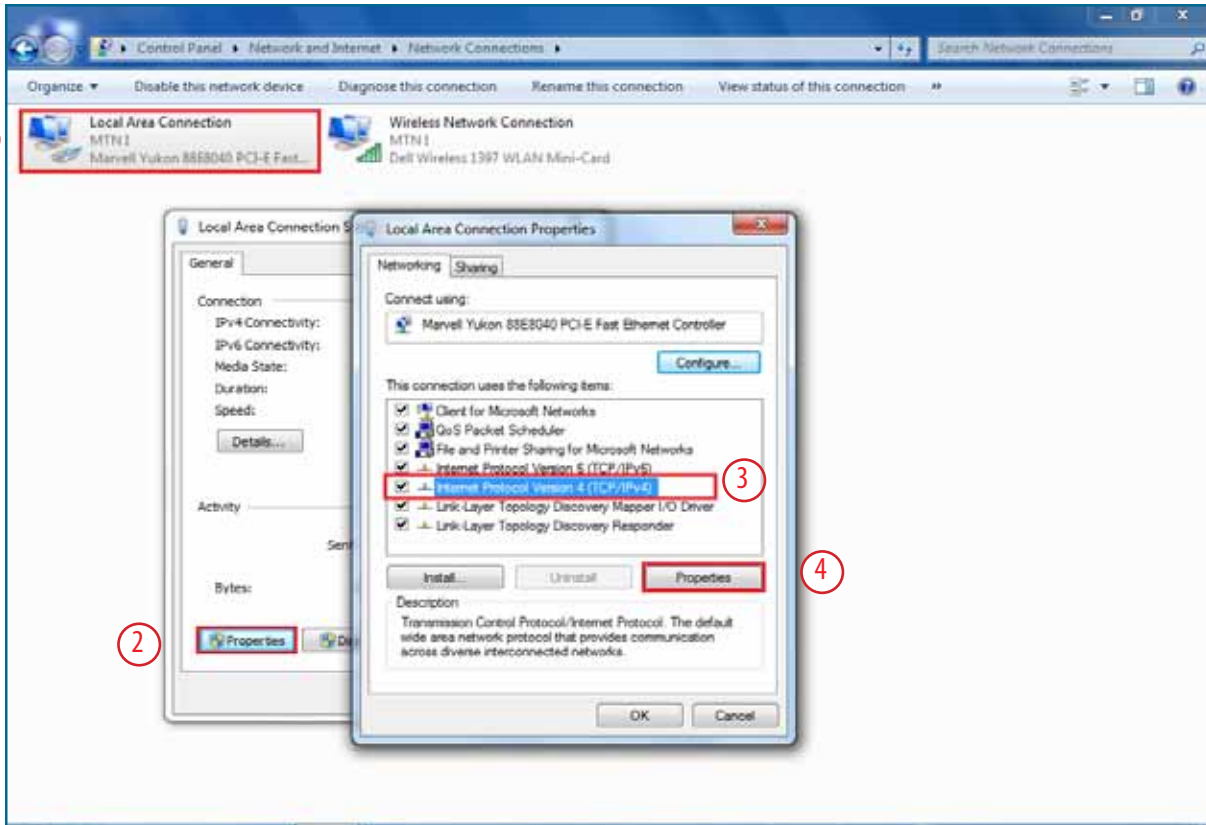 Control Panel ▸ Network and Internet ▸ Network Connections ▸
Search Network Connections
Organize ▾ Disable this network device Diagnose this connection Rename this connection View status of this connection »
Local Area Connection
MTN1
Marvell Yukon 88E8040 PCI-E Fast...
Wireless Network Connection
MTN1
Dell Wireless 1397 WLAN Mini-Card
Local Area Connection S
General
Connection
IPv4 Connectivity:
IPv6 Connectivity:
Media State:
Duration:
Speed:
Details...
Activity
Sent
Bytes:
2
Properties
Local Area Connection Properties
Networking Sharing
Connect using:
Marvell Yukon 88E8040 PCI-E Fast Ethernet Controller
Configure...
This connection uses the following items:
Client for Microsoft Networks
QoS Packet Scheduler
File and Printer Sharing for Microsoft Networks
Internet Protocol Version 6 (TCP/IPv6)
Internet Protocol Version 4 (TCP/IPv4)
3
Link-Layer Topology Discovery Mapper I/O Driver
Link-Layer Topology Discovery Responder
Install... Uninstall Properties
4
Description
Transmission Control Protocol/Internet Protocol. The default
wide area network protocol that provides communication
across diverse interconnected networks.
OK Cancel